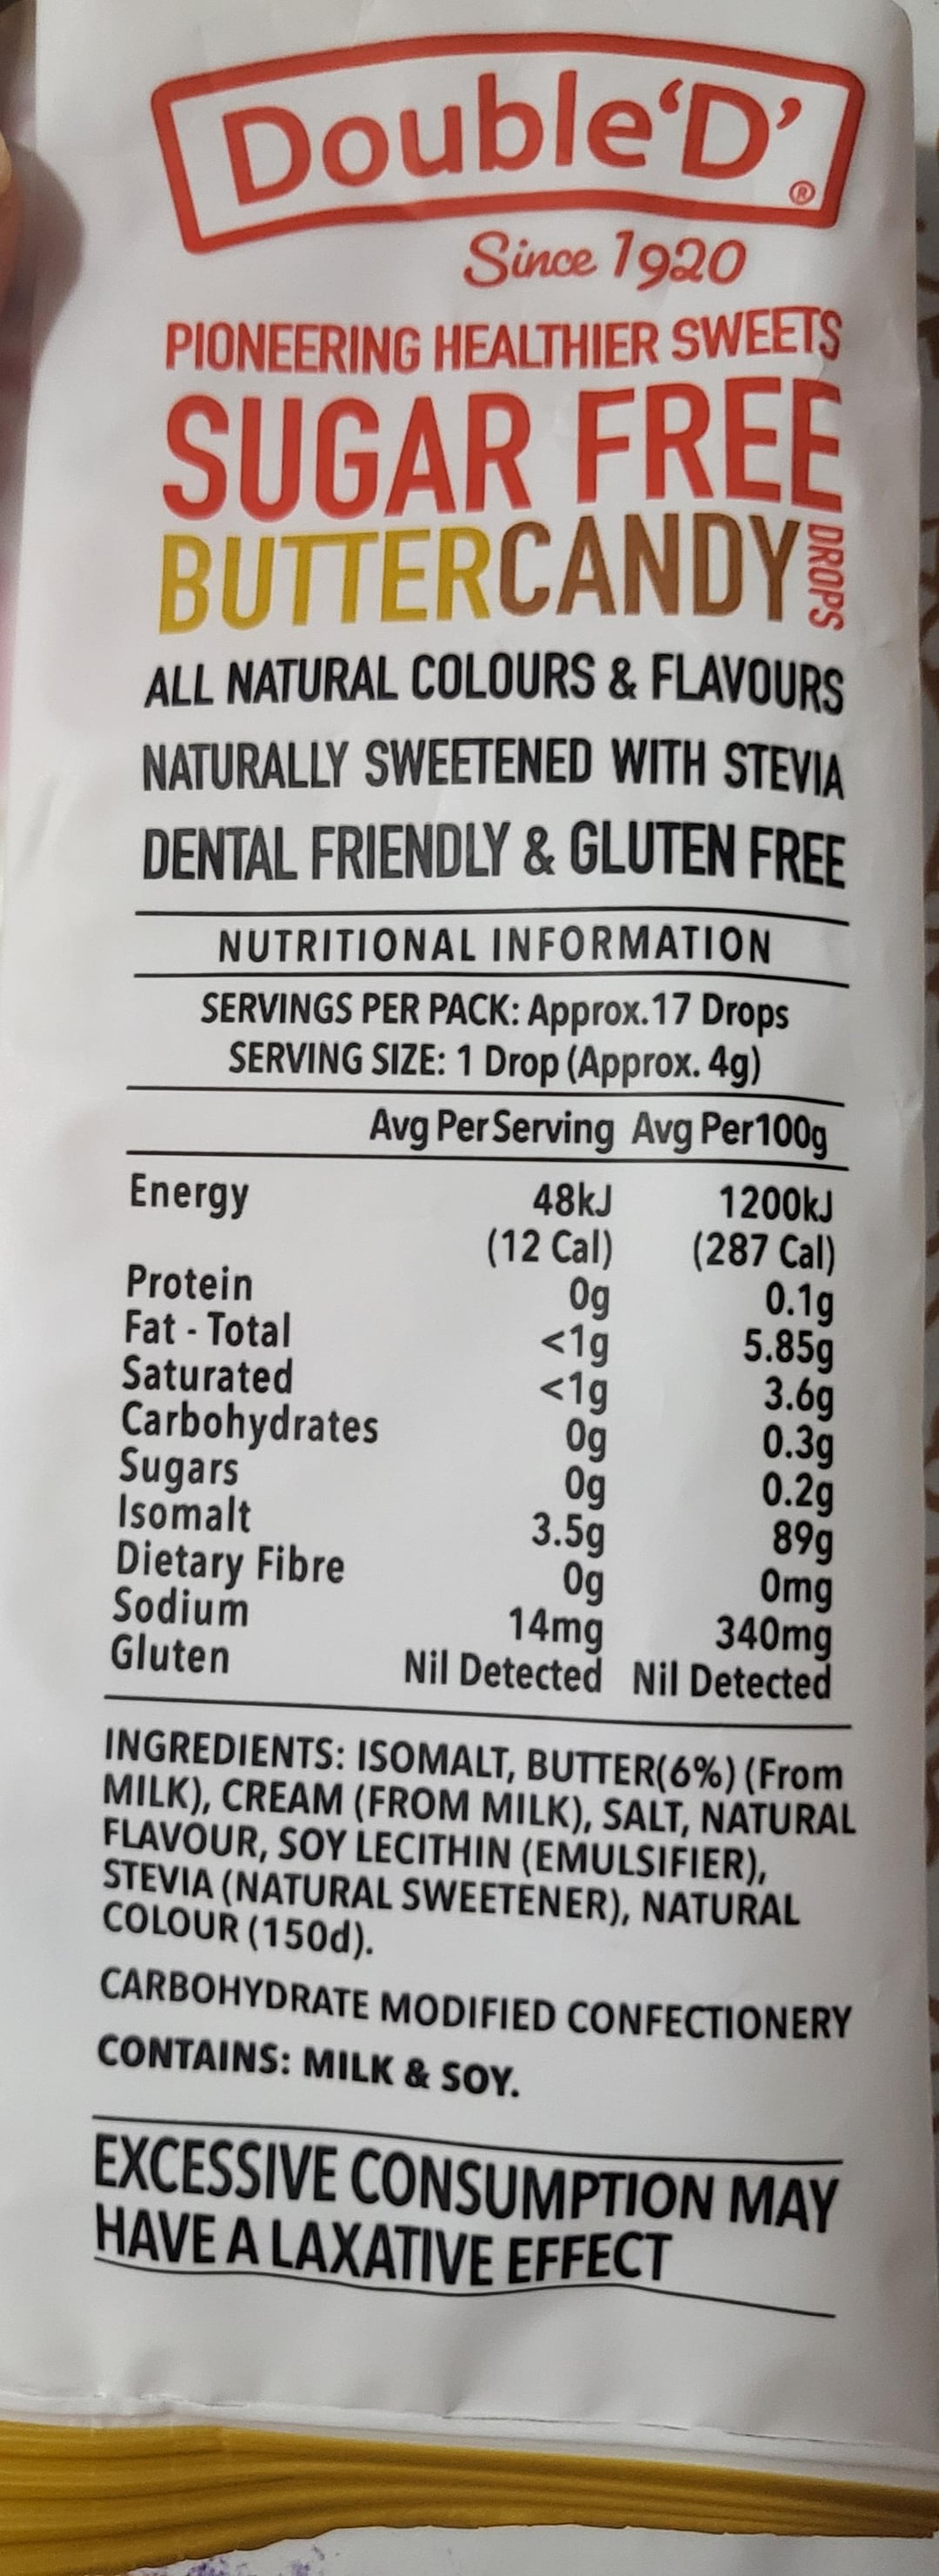 Double'D'®
Since 1920
PIONEERING HEALTHIER SWEETS
SUGAR FREE
BUTTERCANDY DROPS
ALL NATURAL COLOURS & FLAVOURS
NATURALLY SWEETENED WITH STEVIA
DENTAL FRIENDLY & GLUTEN FREE
NUTRITIONAL INFORMATION
SERVINGS PER PACK: Approx.17 Drops
SERVING SIZE: 1 Drop (Approx. 4g)
Avg Per Serving Avg Per100g
Energy 48kJ 1200kJ
(12 Cal) (287 Cal)
Protein 0g 0.1g
Fat - Total <1g 5.85g
Saturated <1g 3.6g
Carbohydrates 0g 0.3g
Sugars 0g 0.2g
Isomalt 3.5g 89g
Dietary Fibre 0g 0mg
Sodium 14mg 340mg
Gluten Nil Detected Nil Detected
INGREDIENTS: ISOMALT, BUTTER(6%) (From
MILK), CREAM (FROM MILK), SALT, NATURAL
FLAVOUR, SOY LECITHIN (EMULSIFIER),
STEVIA (NATURAL SWEETENER), NATURAL
COLOUR (150d).
CARBOHYDRATE MODIFIED CONFECTIONERY
CONTAINS: MILK & SOY.
EXCESSIVE CONSUMPTION MAY
HAVE A LAXATIVE EFFECT